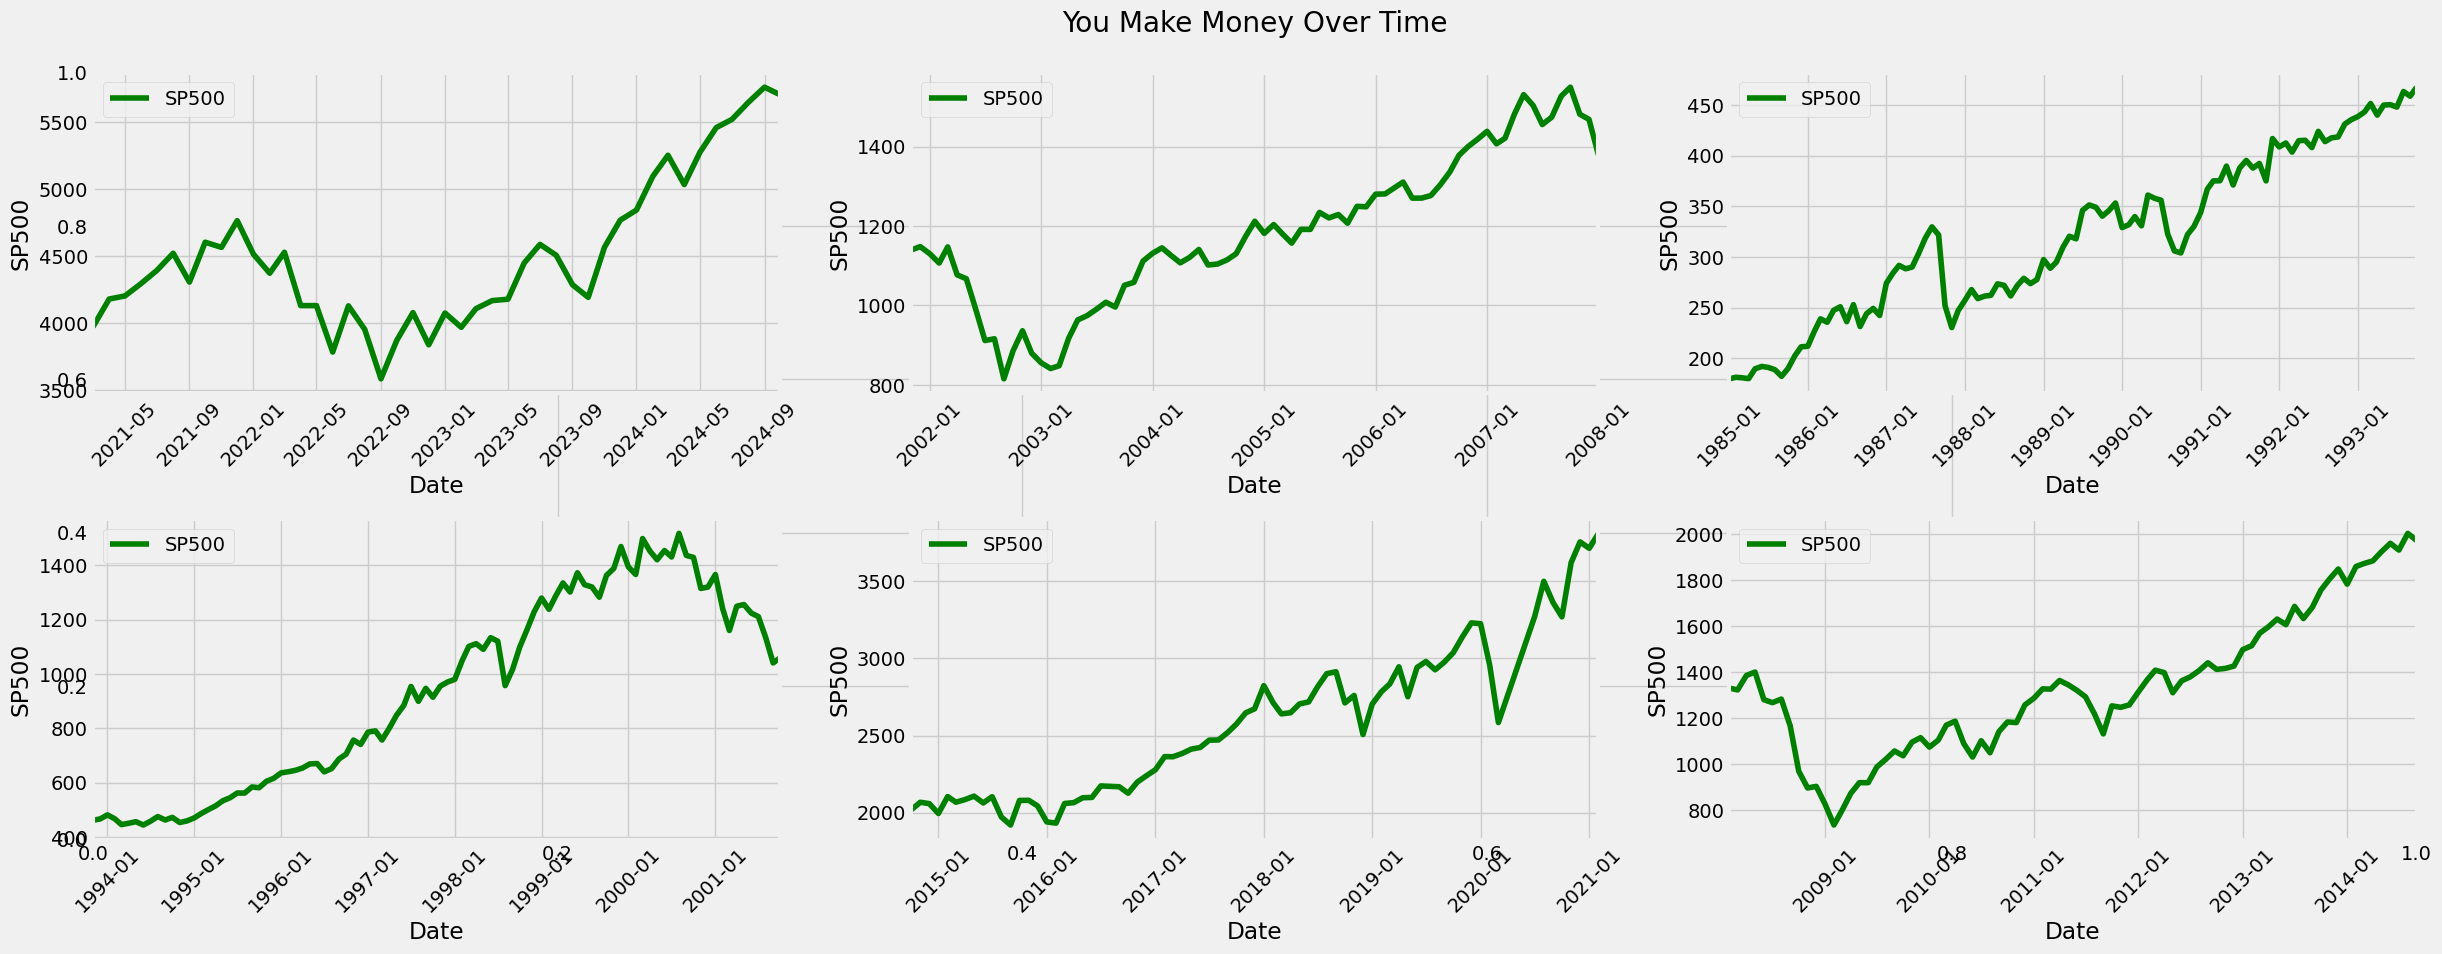 You Make Money Over Time
1.0
0.8
0.6
0.4
0.2
0.0
0.0 0.2 0.4 0.6 0.8 1.0
SP500
SP500
5500
5000
4500
4000
3500
2021-05 2021-09 2022-01 2022-05 2022-09 2023-01 2023-05 2023-09 2024-01 2024-05 2024-09
Date
SP500
SP500
1400
1200
1000
800
2002-01 2003-01 2004-01 2005-01 2006-01 2007-01 2008-01
Date
SP500
SP500
450
400
350
300
250
200
1985-01 1986-01 1987-01 1988-01 1989-01 1990-01 1991-01 1992-01 1993-01
Date
SP500
SP500
1400
1200
1000
800
600
400
1994-01 1995-01 1996-01 1997-01 1998-01 1999-01 2000-01 2001-01
Date
SP500
SP500
3500
3000
2500
2000
2015-01 2016-01 2017-01 2018-01 2019-01 2020-01 2021-01
Date
SP500
SP500
2000
1800
1600
1400
1200
1000
800
2009-01 2010-01 2011-01 2012-01 2013-01 2014-01
Date